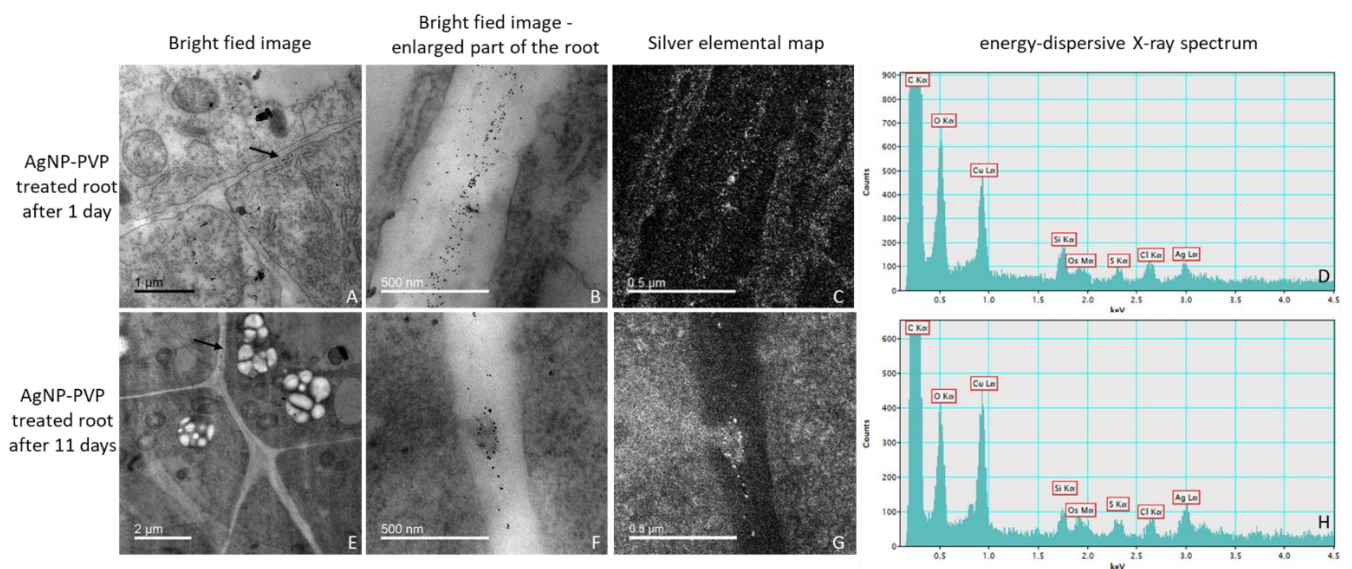 Bright fied image
Bright fied image -
enlarged part of the root
Silver elemental map
energy-dispersive X-ray spectrum
AgNP-PVP
treated root
after 1 day
1 µm
A
500 nm
B
0.5 µm
C
900
800
700
600
500
400
300
200
100
0
Counts
C Kα
O Kα
Cu Lα
Si Kα
Os Mα
S Kα
Cl Kα
Ag Lα
D
0.5
1.0
1.5
2.0
2.5
3.0
3.5
4.0
4.5
keV
AgNP-PVP
treated root
after 11 days
2 µm
E
500 nm
F
0.5 µm
G
600
500
400
300
200
100
0
Counts
C Kα
O Kα
Cu Lα
Si Kα
Os Mα
S Kα
Cl Kα
Ag Lα
H
0.5
1.0
1.5
2.0
2.5
3.0
3.5
4.0
4.5
keV